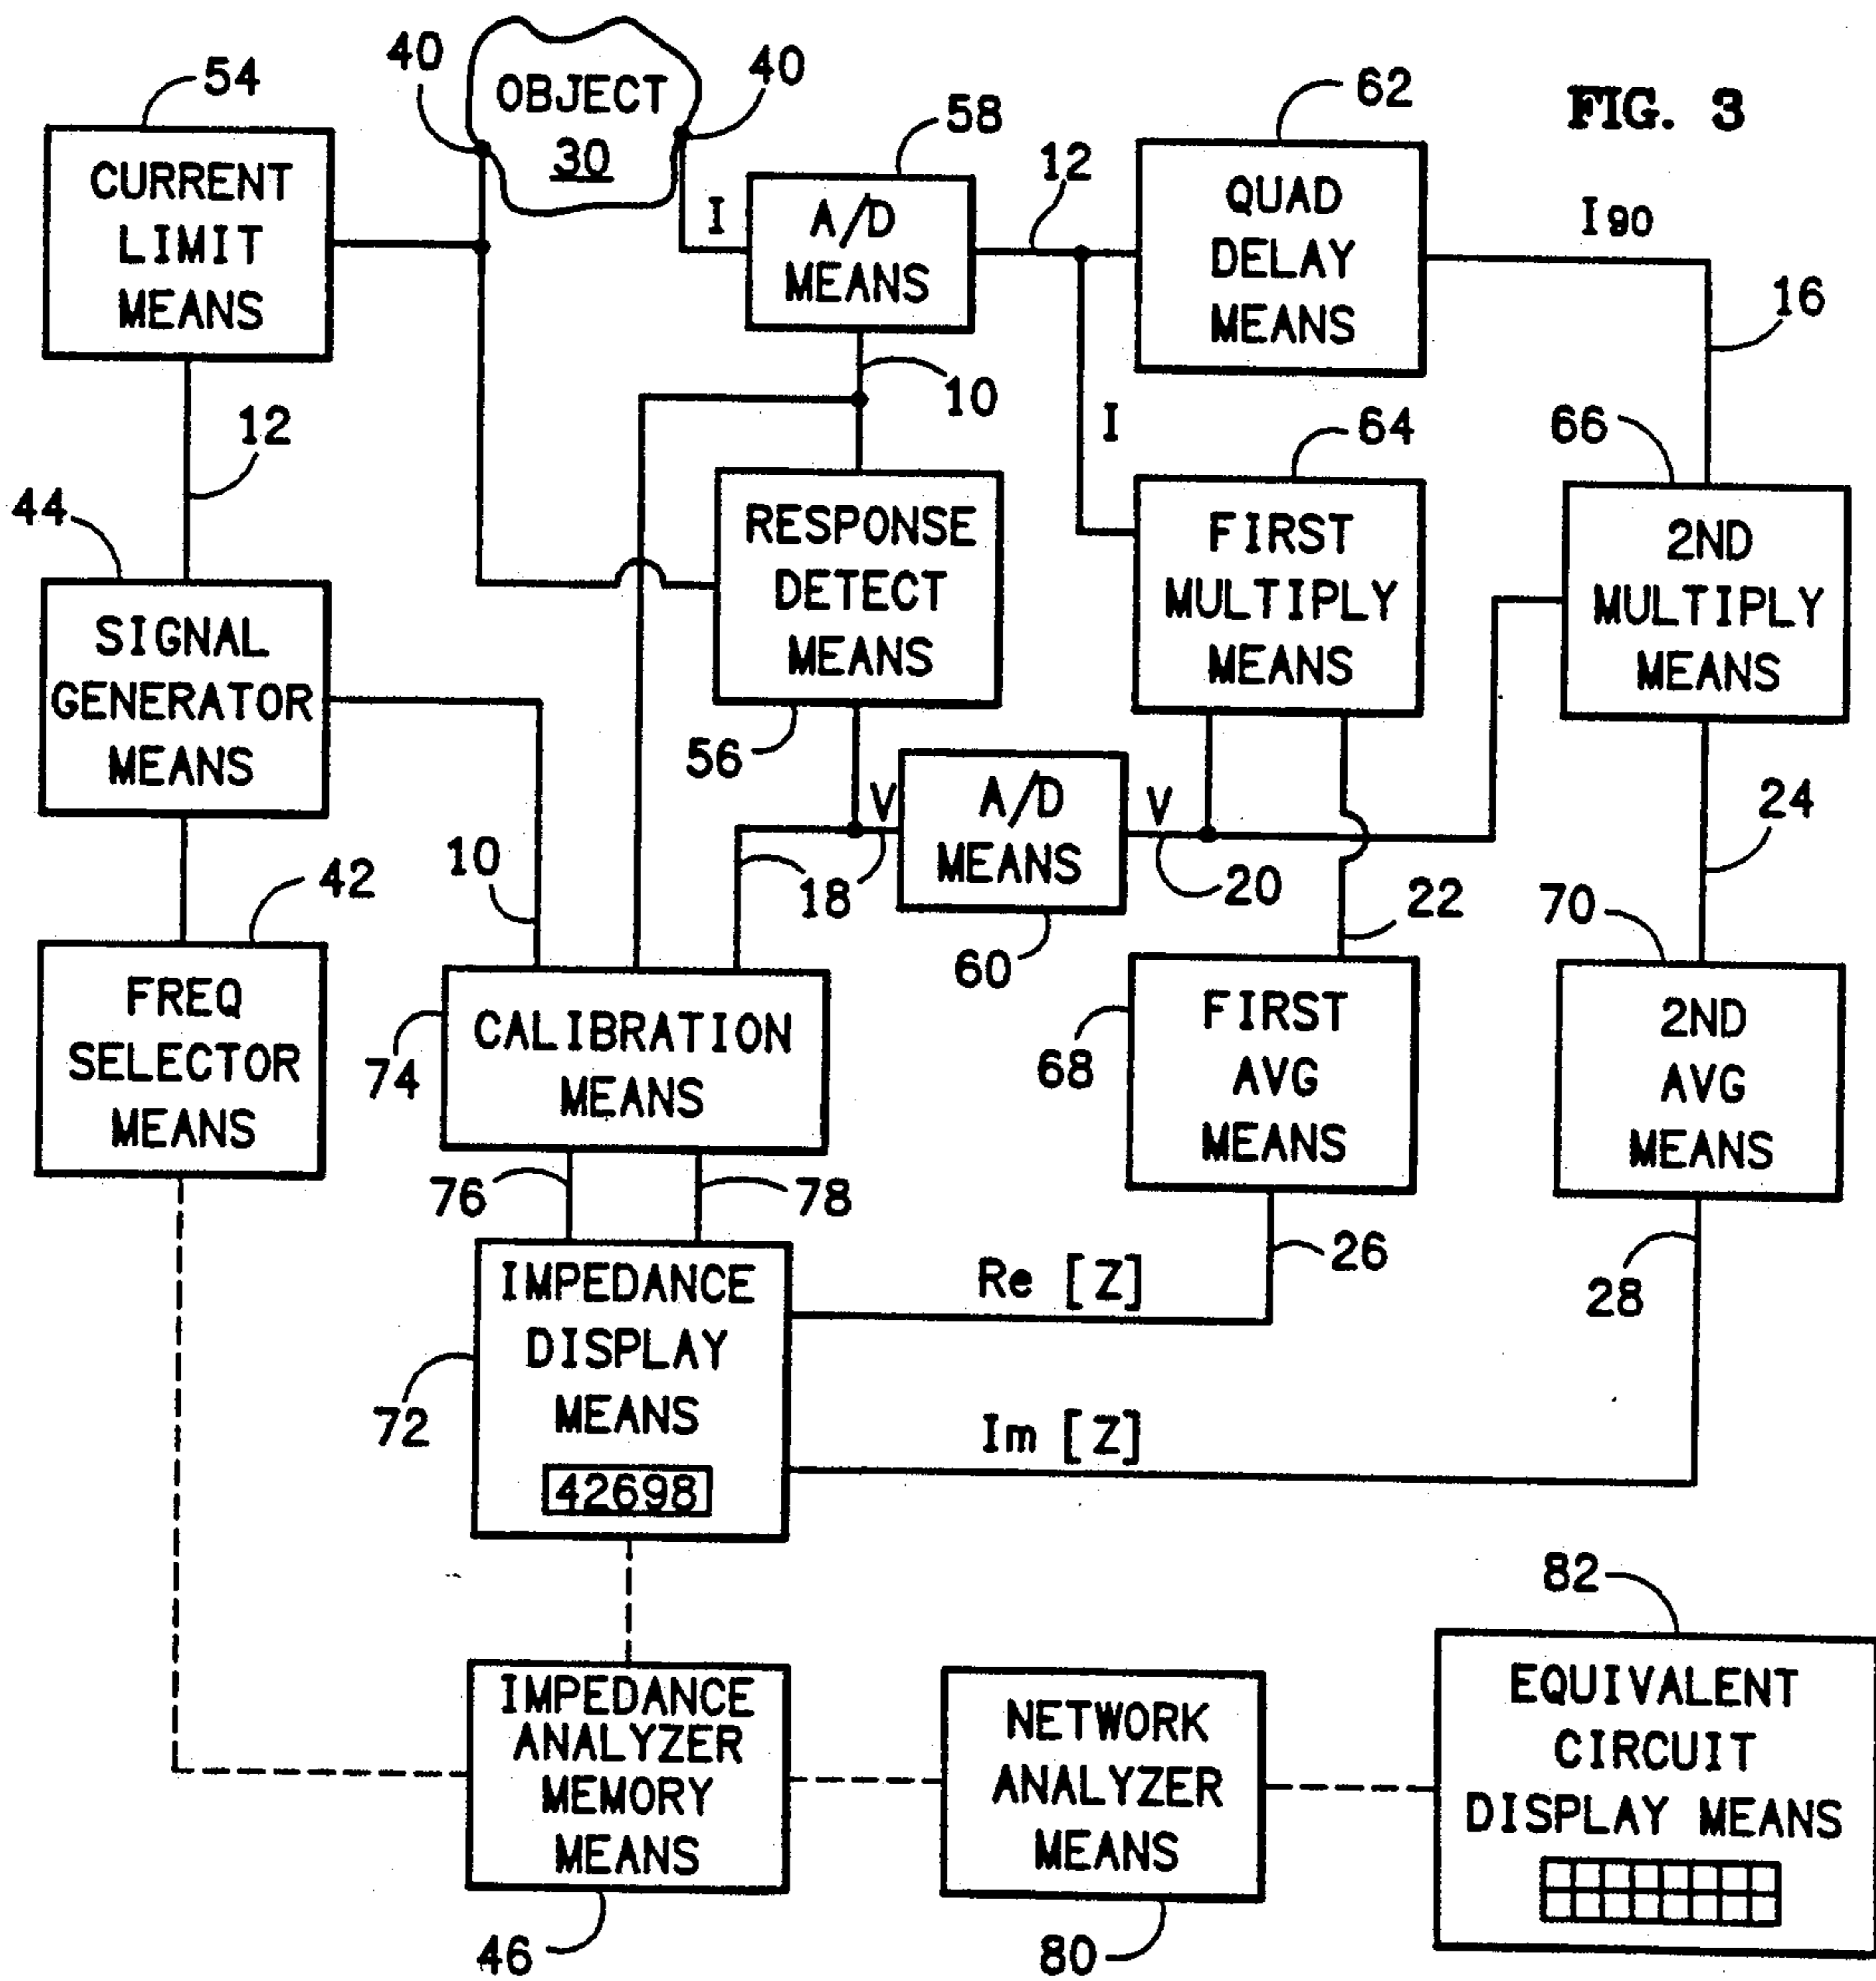 FIG. 3
54
40
OBJECT
30
40
58
62
CURRENT
LIMIT
MEANS
I
A/D
MEANS
12
QUAD
DELAY
MEANS
I90
16
12
10
I
64
66
44
RESPONSE
DETECT
MEANS
FIRST
MULTIPLY
MEANS
2ND
MULTIPLY
MEANS
SIGNAL
GENERATOR
MEANS
56
V
A/D
MEANS
V
24
10
18
20
22
42
60
70
FREQ
SELECTOR
MEANS
74
CALIBRATION
MEANS
68
FIRST
AVG
MEANS
2ND
AVG
MEANS
76
78
26
28
IMPEDANCE
DISPLAY
MEANS
42698
72
Re [Z]
Im [Z]
82
IMPEDANCE
ANALYZER
MEMORY
MEANS
NETWORK
ANALYZER
MEANS
EQUIVALENT
CIRCUIT
DISPLAY MEANS
46
80